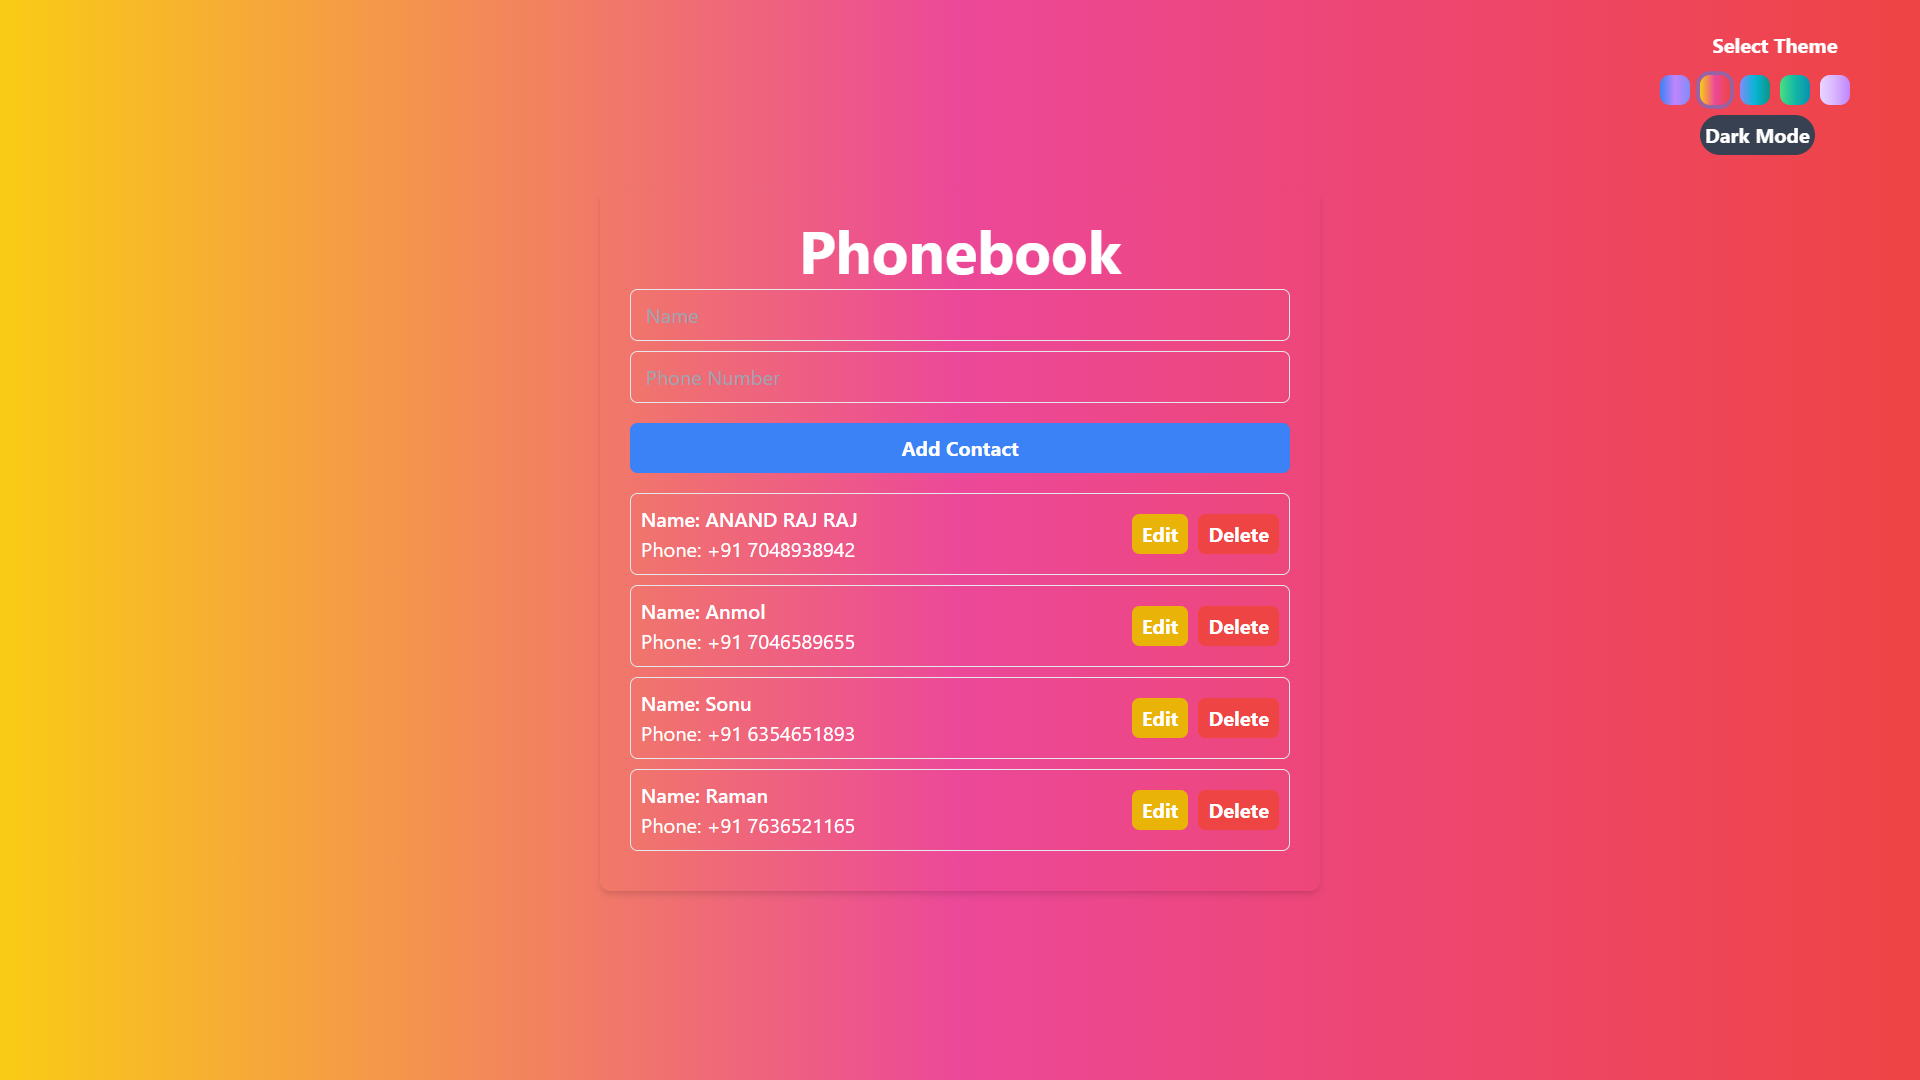 Select Theme
Dark Mode
Phonebook
Name
Phone Number
Add Contact
Name: ANAND RAJ RAJ
Phone: +91 7048938942
Edit Delete
Name: Anmol
Phone: +91 7046589655
Edit Delete
Name: Sonu
Phone: +91 6354651893
Edit Delete
Name: Raman
Phone: +91 7636521165
Edit Delete